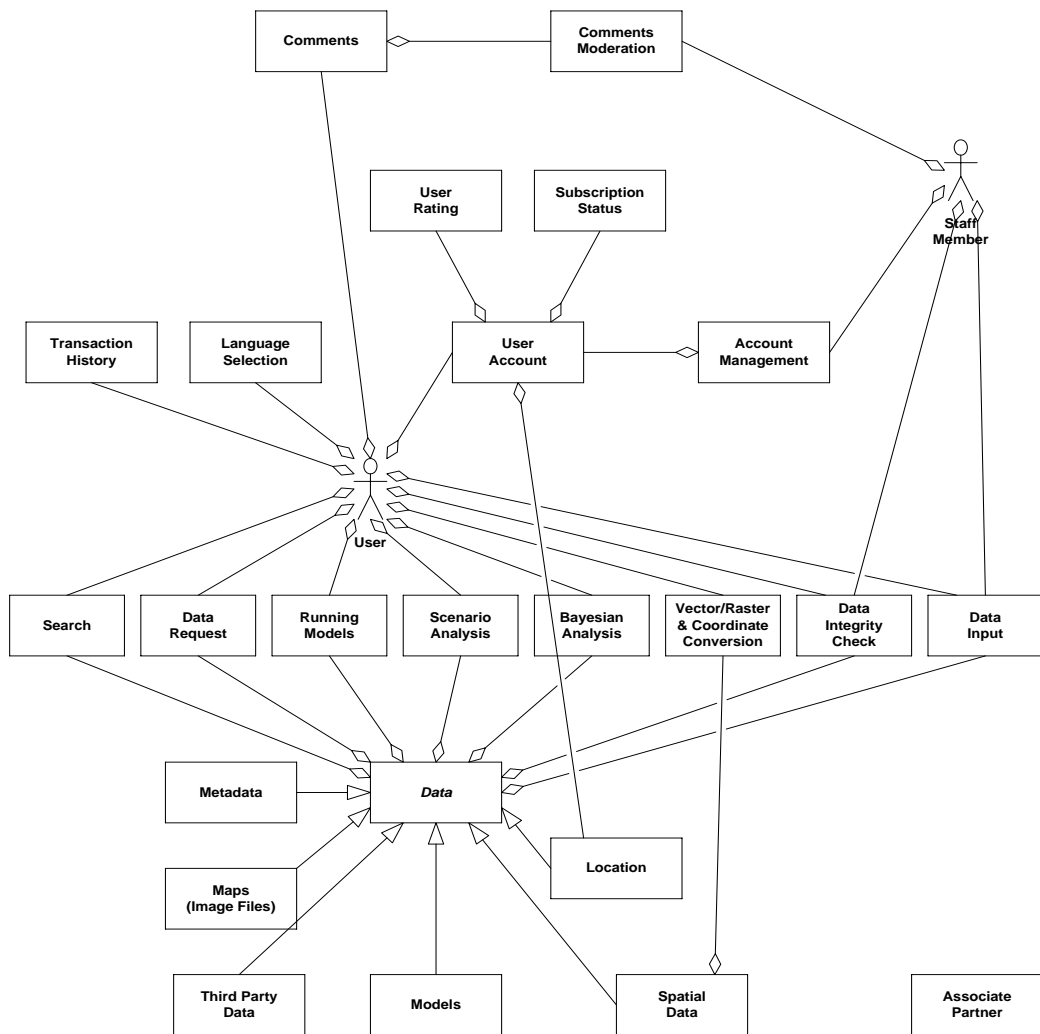 Comments
Comments
Moderation
User
Rating
Subscription
Status
Staff
Member
Transaction
History
Language
Selection
User
Account
Account
Management
User
Search
Data
Request
Running
Models
Scenario
Analysis
Bayesian
Analysis
Vector/Raster
& Coordinate
Conversion
Data
Integrity
Check
Data
Input
Metadata
Data
Maps
(Image Files)
Location
Third Party
Data
Models
Spatial
Data
Associate
Partner